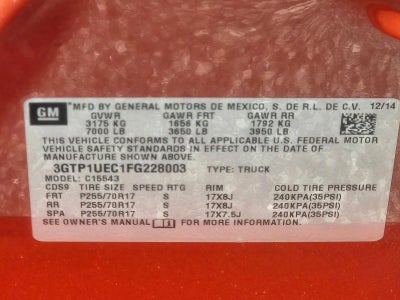 GM MFD BY GENERAL MOTORS DE MEXICO, S. DE R.L. DE C.V. 12/14
GVWR GAWR FRT GAWR RR
3175 KG 1656 KG 1792 KG
7000 LB 3650 LB 3950 LB
THIS VEHICLE CONFORMS TO ALL APPLICABLE U.S. FEDERAL MOTOR
VEHICLE SAFETY STANDARDS IN EFFECT ON THE DATE OF
MANUFACTURE SHOWN ABOVE.
3GTP1UEC1FG228003 TYPE: TRUCK
MODEL: C15543
CDS9 TIRE SIZE SPEED RTG RIM COLD TIRE PRESSURE
FRT P255/70R17 S 17X8J 240KPA(35PSI)
RR P255/70R17 S 17X8J 240KPA(35PSI)
SPA P255/70R17 S 17X7.5J 240KPA(35PSI)
SEE OWNER'S MANUAL FOR MORE INFORMATION.